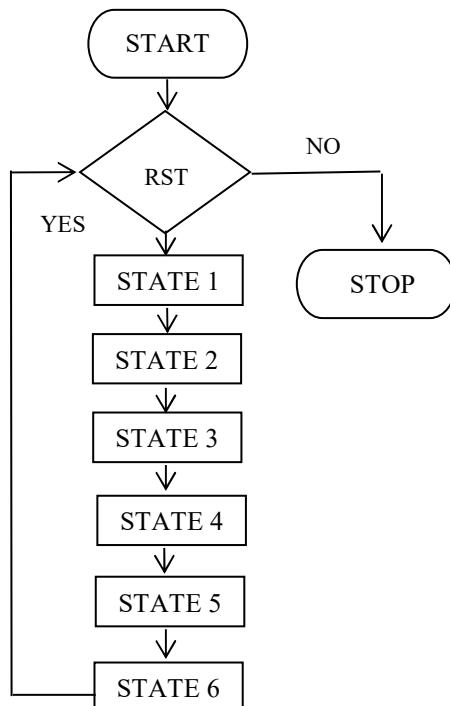 START
NO
RST
YES
STATE 1
STOP
STATE 2
STATE 3
STATE 4
STATE 5
STATE 6